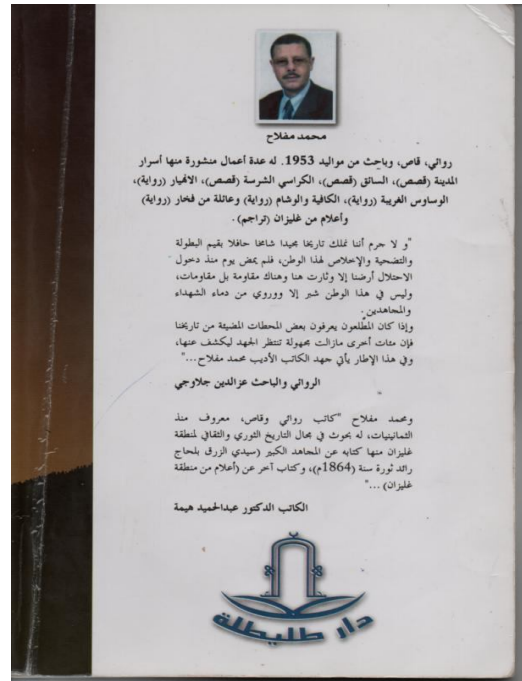 محمد مفلاح
روائي، قاص، وباحث من مواليد 1953. له عدة أعمال منشورة منها أسرار
المدينة (قصص)، السائق (قصص)، الكراسي الشرسة (قصص)، الانهيار (رواية)،
الوساوس الغريبة (رواية)، الكافية والوشام (رواية) وعائلة من فخار (رواية)
وأعلام من غليزان (تراجم).
"و لا جرم أننا نملك تاريخا مجيدا شامخا حافلا بقيم البطولة
والتضحية والإخلاص لهذا الوطن، فلم يمض يوم منذ دخول
الاحتلال أرضنا إلا وثارت هنا وهناك مقاومة بل مقاومات،
وليس في هذا الوطن شبر إلا وروي من دماء الشهداء
والمجاهدين.
وإذا كان المطلعون يعرفون بعض المحطات المضيئة من تاريخنا
فإن مئات أخرى مازالت مجهولة تنتظر الجهد ليكشف عنها،
وفي هذا الإطار يأتي جهد الكاتب الأديب محمد مفلاح..."
الروائي والباحث عزالدين جلاوجي
ومحمد مفلاح "كاتب روائي وقاص، معروف منذ
الثمانينيات، له بحوث في مجال التاريخ الثوري والثقافي لمنطقة
غليزان منها كتابه عن المجاهد الكبير (سيدي الزرق بلحاج
رائد ثورة سنة (1864م)، وكتاب آخر عن (أعلام من منطقة
غليزان) ..."
الكاتب الدكتور عبدالحميد هيمة
دار طليطلة